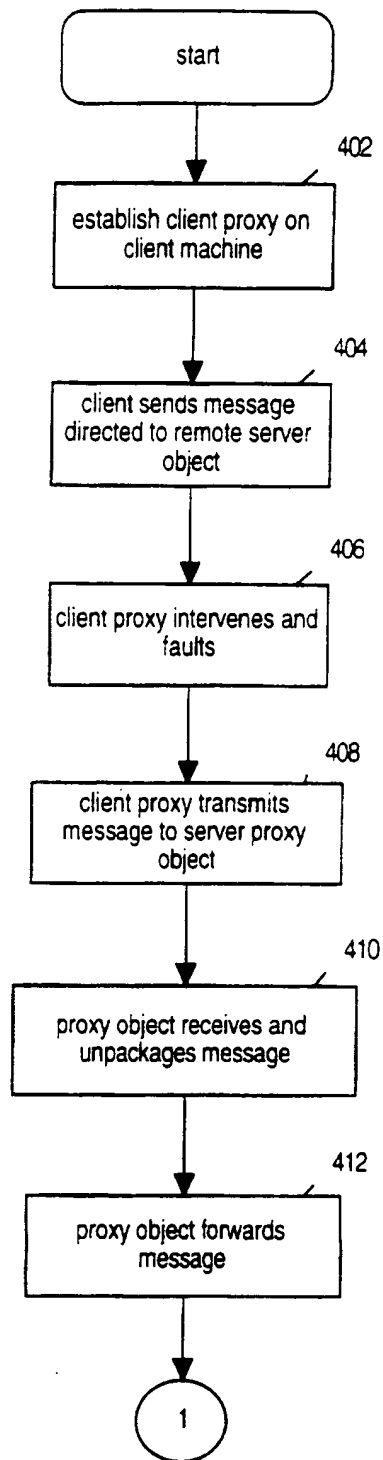 start
402
establish client proxy on
client machine
404
client sends message
directed to remote server
object
406
client proxy intervenes and
faults
408
client proxy transmits
message to server proxy
object
410
proxy object receives and
unpackages message
412
proxy object forwards
message
1